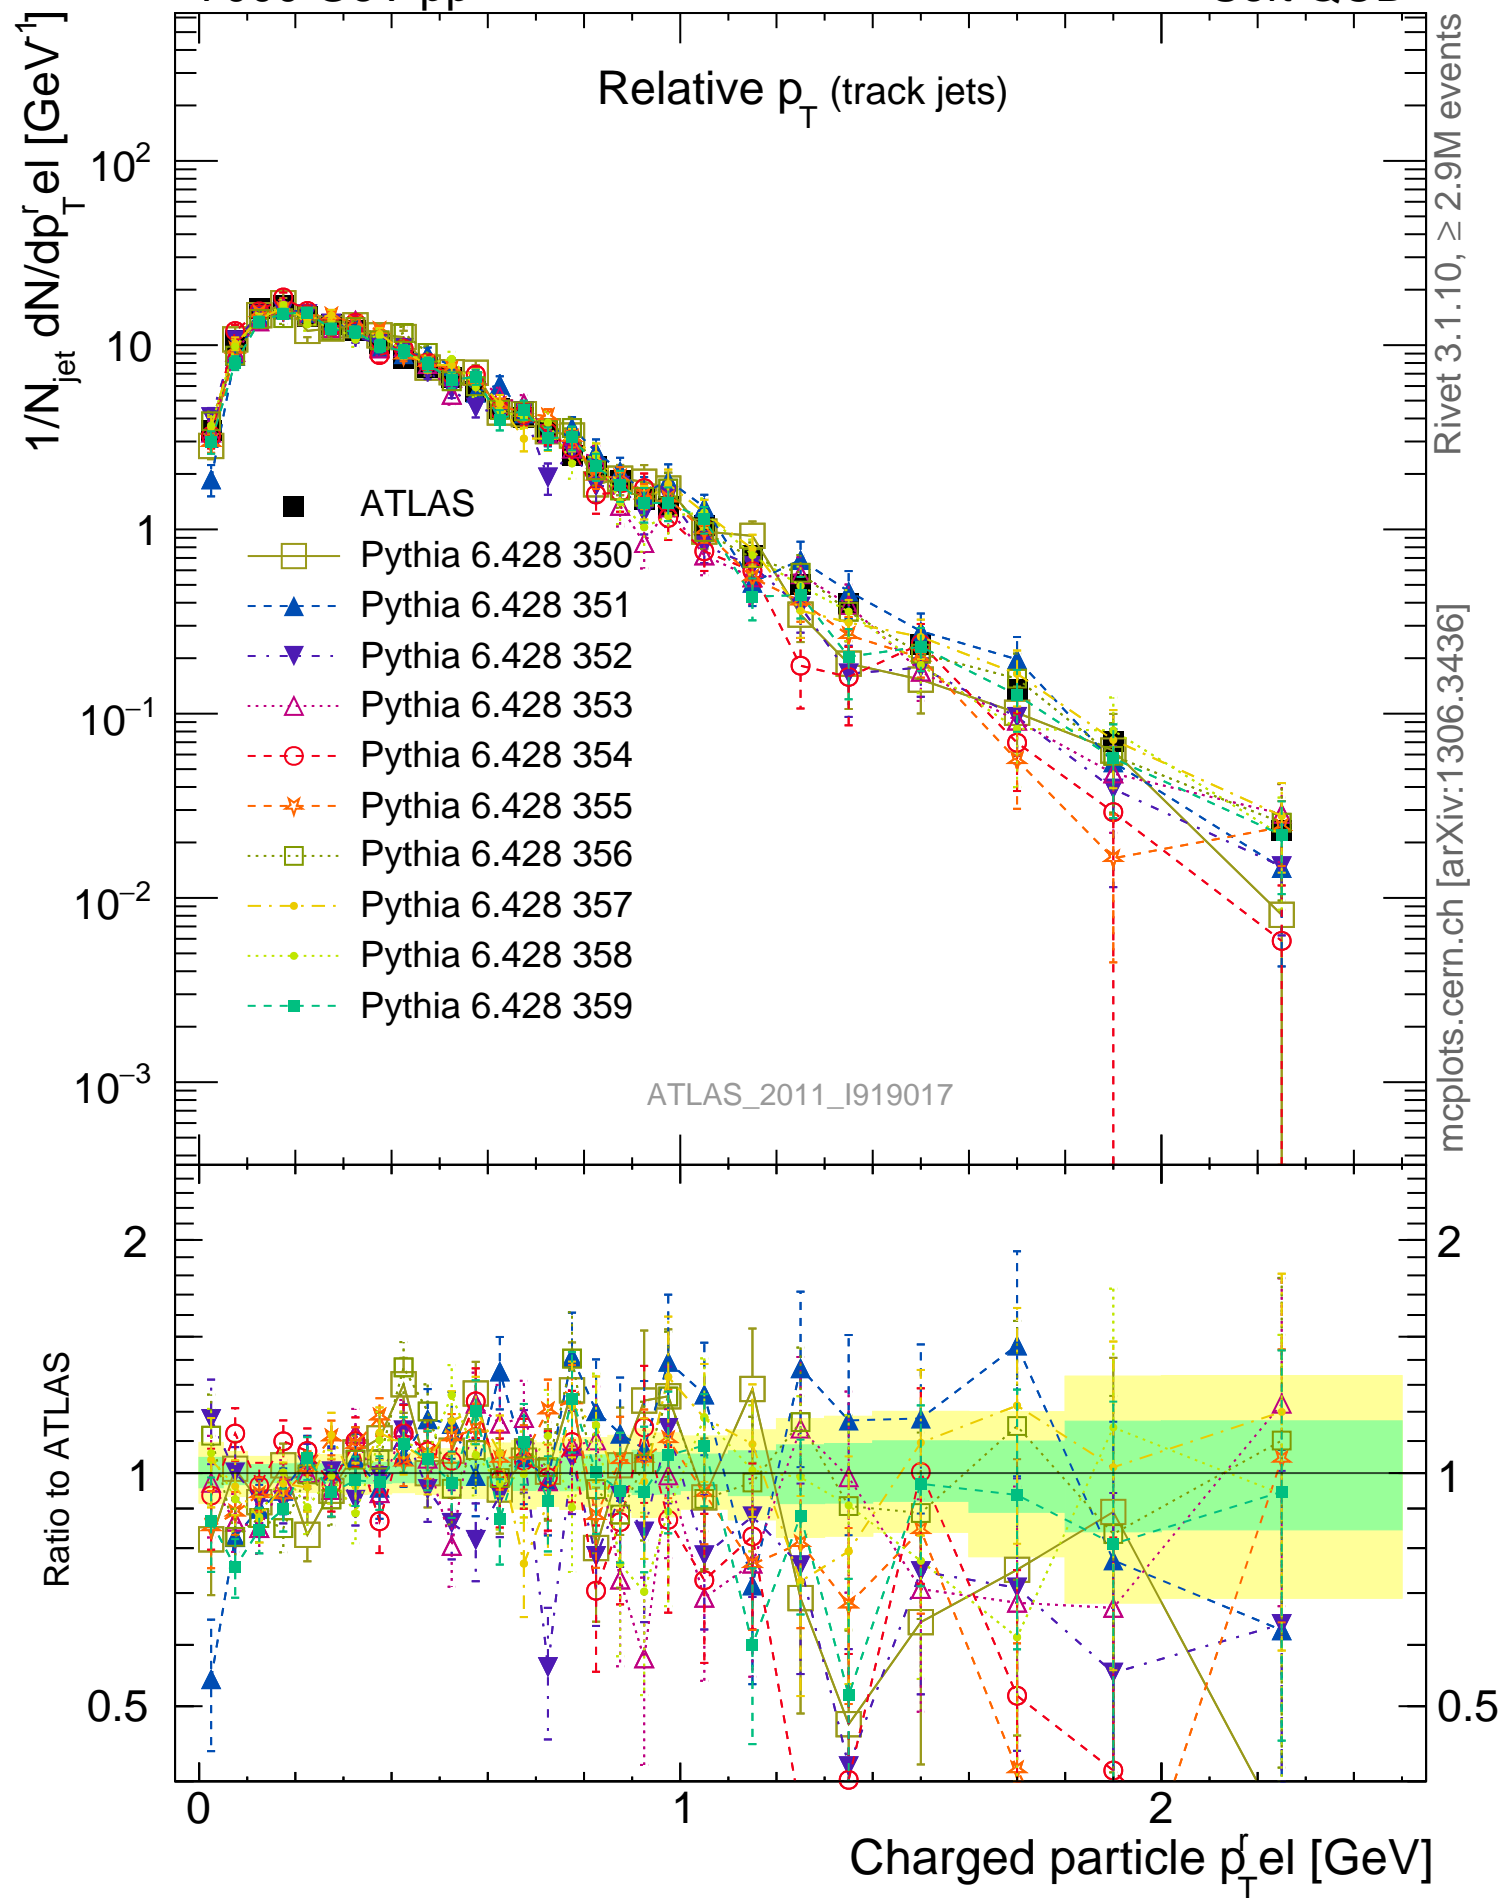 Relative p_T (track jets)
1/N_jet dN/dp_T^r el [GeV^-1]
10^2
10
1
10^−1
10^−2
10^−3
ATLAS
Pythia 6.428 350
Pythia 6.428 351
Pythia 6.428 352
Pythia 6.428 353
Pythia 6.428 354
Pythia 6.428 355
Pythia 6.428 356
Pythia 6.428 357
Pythia 6.428 358
Pythia 6.428 359
ATLAS_2011_I919017
Rivet 3.1.10, ≥ 2.9M events
mcplots.cern.ch [arXiv:1306.3436]
Ratio to ATLAS
2
1
0.5
2
1
0.5
0
1
2
Charged particle p_T^r el [GeV]